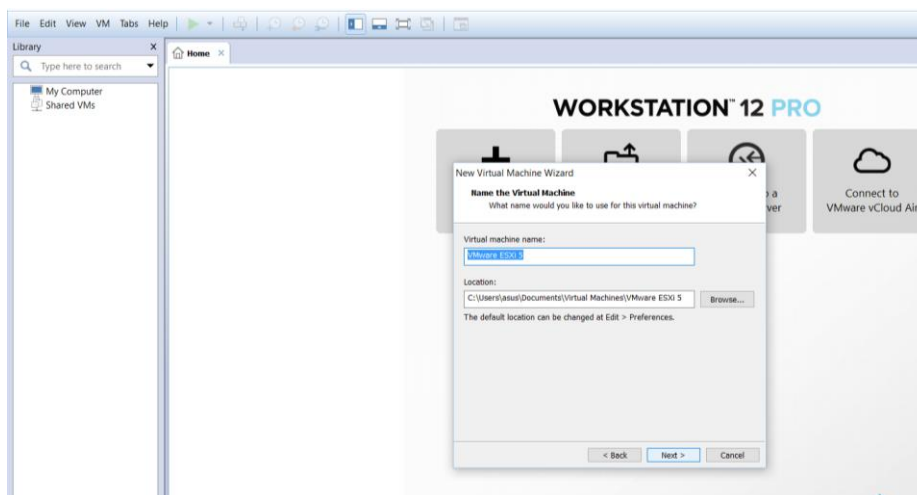 File Edit View VM Tabs Help
Library X
Home ×
Type here to search
My Computer
Shared VMs
WORKSTATION™ 12 PRO
New Virtual Machine Wizard
Name the Virtual Machine
What name would you like to use for this virtual machine?
Virtual machine name:
VMware ESXi 5
Location:
C:\Users\asus\Documents\Virtual Machines\VMware ESXi 5
Browse...
The default location can be changed at Edit > Preferences.
< Back Next > Cancel
a
ver
Connect to
VMware vCloud Air